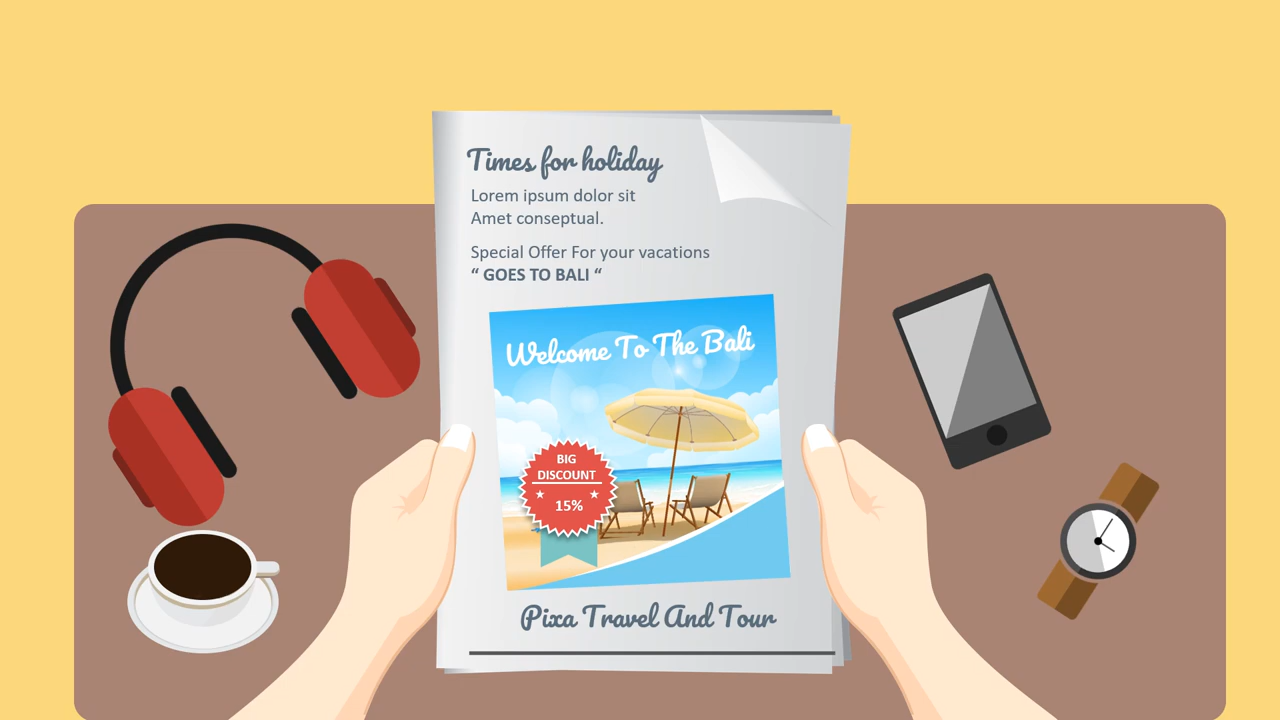 Times for holiday
Lorem ipsum dolor sit
Amet conseptual.
Special Offer For your vacations
“ GOES TO BALI “
Welcome To The Bali
BIG
DISCOUNT
15%
Pixa Travel And Tour